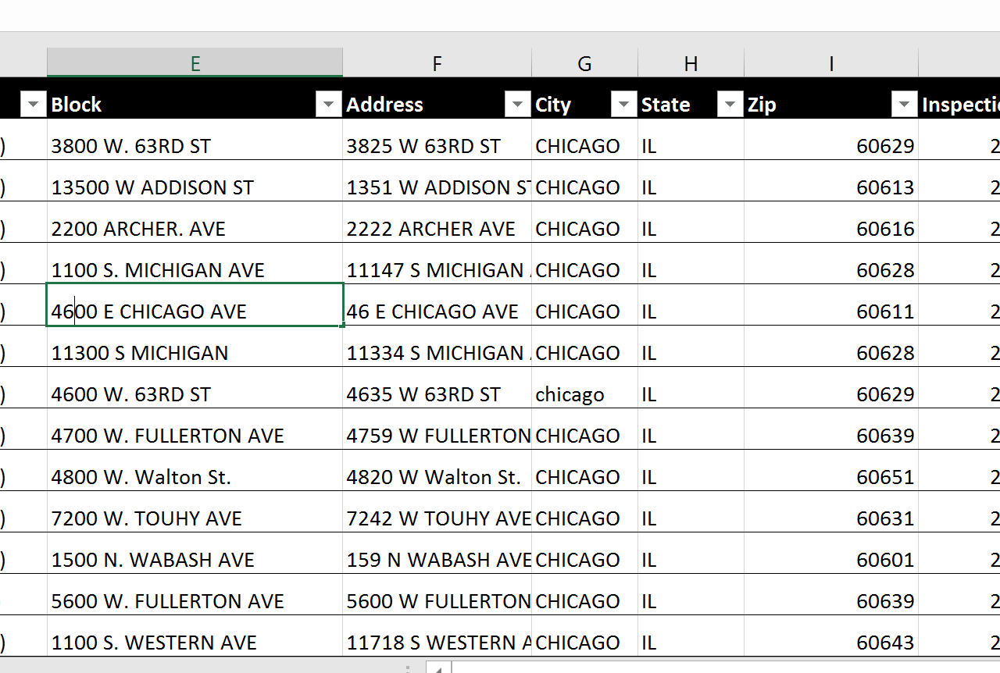 E F G H I
Block Address City State Zip
) 3800 W. 63RD ST 3825 W 63RD ST CHICAGO IL 60629 2
) 13500 W ADDISON ST 1351 W ADDISON ST CHICAGO IL 60613 2
) 2200 ARCHER. AVE 2222 ARCHER AVE CHICAGO IL 60616 2
) 1100 S. MICHIGAN AVE 11147 S MICHIGAN CHICAGO IL 60628 2
) 4600 E CHICAGO AVE 46 E CHICAGO AVE CHICAGO IL 60611 2
) 11300 S MICHIGAN 11334 S MICHIGAN CHICAGO IL 60628 2
) 4600 W. 63RD ST 4635 W 63RD ST chicago IL 60629 2
) 4700 W. FULLERTON AVE 4759 W FULLERTON CHICAGO IL 60639 2
) 4800 W. Walton St. 4820 W Walton St. CHICAGO IL 60651 2
) 7200 W. TOUHY AVE 7242 W TOUHY AVE CHICAGO IL 60631 2
) 1500 N. WABASH AVE 159 N WABASH AVE CHICAGO IL 60601 2
5600 W. FULLERTON AVE 5600 W FULLERTON CHICAGO IL 60639 2
) 1100 S. WESTERN AVE 11718 S WESTERN CHICAGO IL 60643 2